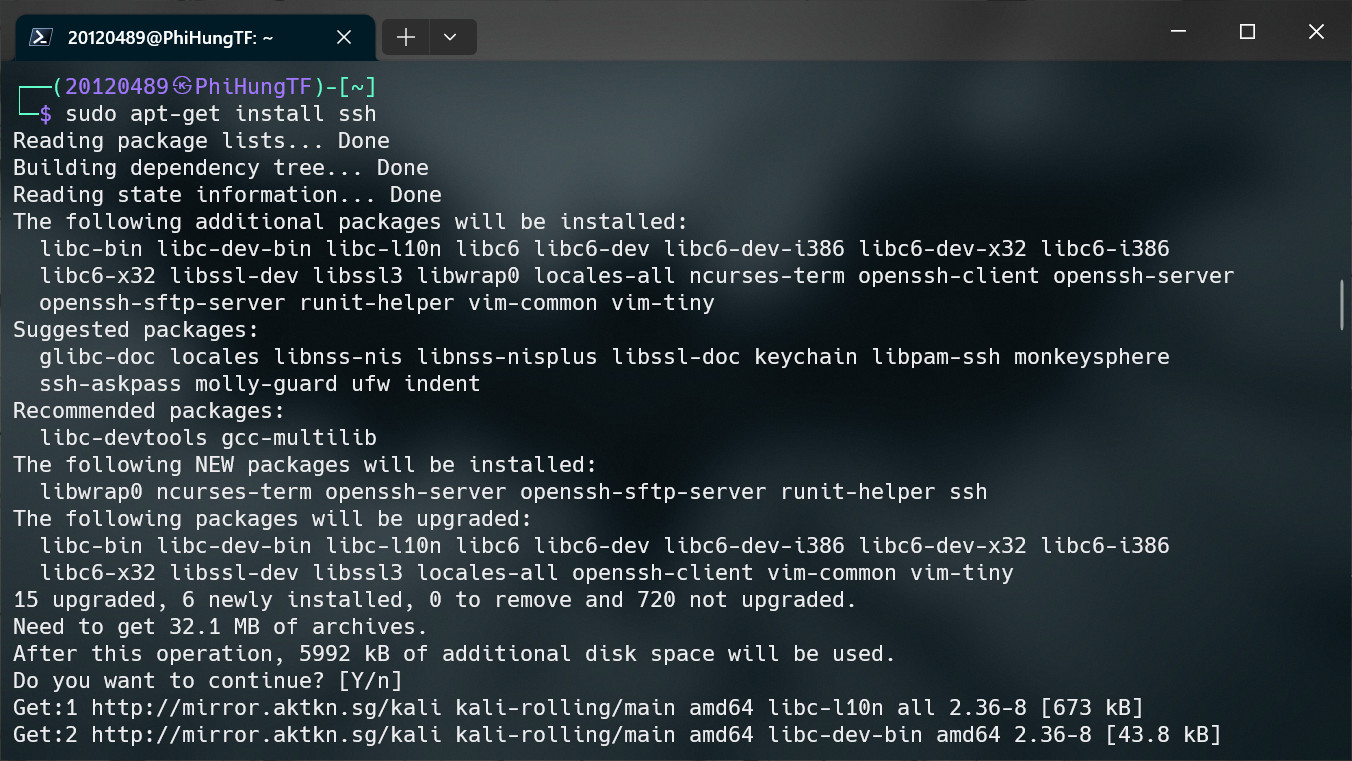 20120489@PhiHungTF: ~
┌──(20120489㉿PhiHungTF)-[~]
└─$ sudo apt-get install ssh
Reading package lists... Done
Building dependency tree... Done
Reading state information... Done
The following additional packages will be installed:
  libc-bin libc-dev-bin libc-l10n libc6 libc6-dev libc6-dev-i386 libc6-dev-x32 libc6-i386
  libc6-x32 libssl-dev libssl3 libwrap0 locales-all ncurses-term openssh-client openssh-server
  openssh-sftp-server runit-helper vim-common vim-tiny
Suggested packages:
  glibc-doc locales libnss-nis libnss-nisplus libssl-doc keychain libpam-ssh monkeysphere
  ssh-askpass molly-guard ufw indent
Recommended packages:
  libc-devtools gcc-multilib
The following NEW packages will be installed:
  libwrap0 ncurses-term openssh-server openssh-sftp-server runit-helper ssh
The following packages will be upgraded:
  libc-bin libc-dev-bin libc-l10n libc6 libc6-dev libc6-dev-i386 libc6-dev-x32 libc6-i386
  libc6-x32 libssl-dev libssl3 locales-all openssh-client vim-common vim-tiny
15 upgraded, 6 newly installed, 0 to remove and 720 not upgraded.
Need to get 32.1 MB of archives.
After this operation, 5992 kB of additional disk space will be used.
Do you want to continue? [Y/n]
Get:1 http://mirror.aktkn.sg/kali kali-rolling/main amd64 libc-l10n all 2.36-8 [673 kB]
Get:2 http://mirror.aktkn.sg/kali kali-rolling/main amd64 libc-dev-bin amd64 2.36-8 [43.8 kB]